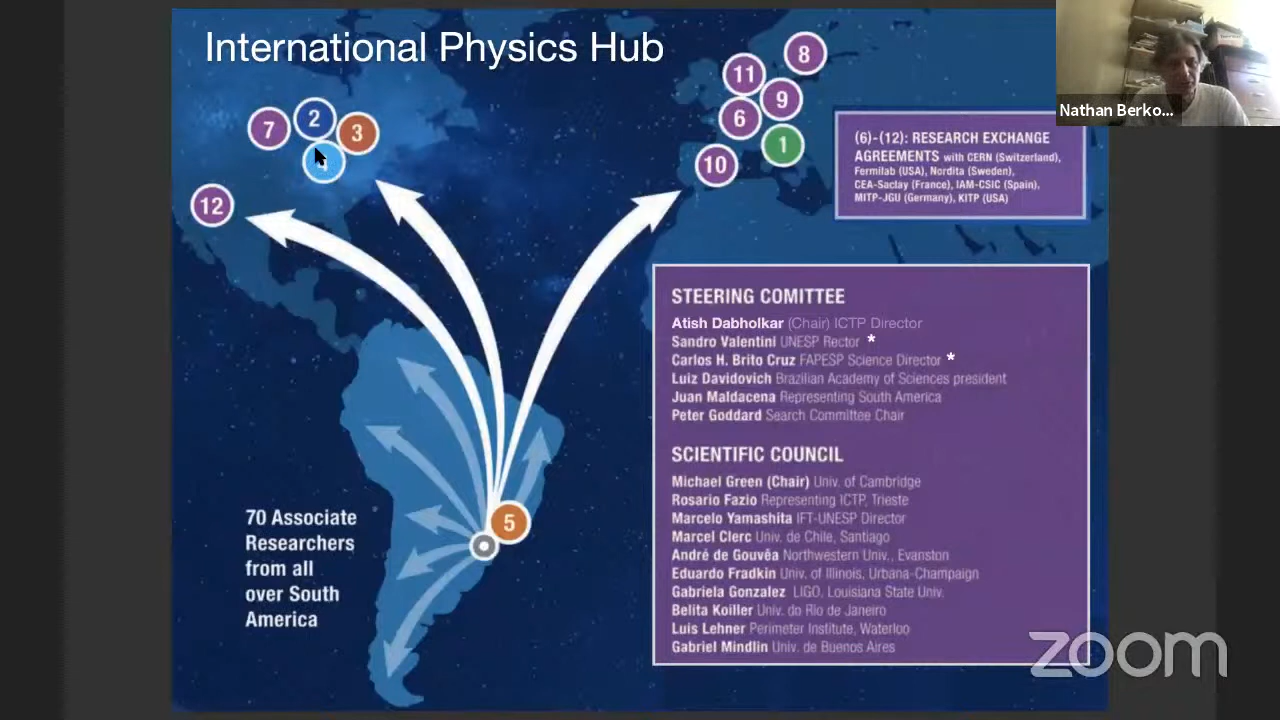 International Physics Hub
Nathan Berko...
8
11
9
6
1
10
7
2
3
4
12
(6)-(12): RESEARCH EXCHANGE
AGREEMENTS with CERN (Switzerland),
Fermilab (USA), Nordita (Sweden),
CEA-Saclay (France), IAM-CSIC (Spain),
MITP-JGU (Germany), KITP (USA)
STEERING COMITTEE
Atish Dabholkar (Chair) ICTP Director
Sandro Valentini UNESP Rector *
Carlos H. Brito Cruz FAPESP Science Director *
Luiz Davidovich Brazilian Academy of Sciences president
Juan Maldacena Representing South America
Peter Goddard Search Committee Chair
SCIENTIFIC COUNCIL
Michael Green (Chair) Univ. of Cambridge
Rosario Fazio Representing ICTP, Trieste
Marcelo Yamashita IFT-UNESP Director
Marcel Clerc Univ. de Chile, Santiago
André de Gouvêa Northwestern Univ., Evanston
Eduardo Fradkin Univ. of Illinois, Urbana-Champaign
Gabriela Gonzalez LIGO, Louisiana State Univ.
Belita Koiller Univ. do Rio de Janeiro
Luis Lehner Perimeter Institute, Waterloo
Gabriel Mindlin Univ. de Buenos Aires
5
70 Associate
Researchers
from all
over South
America
zoom